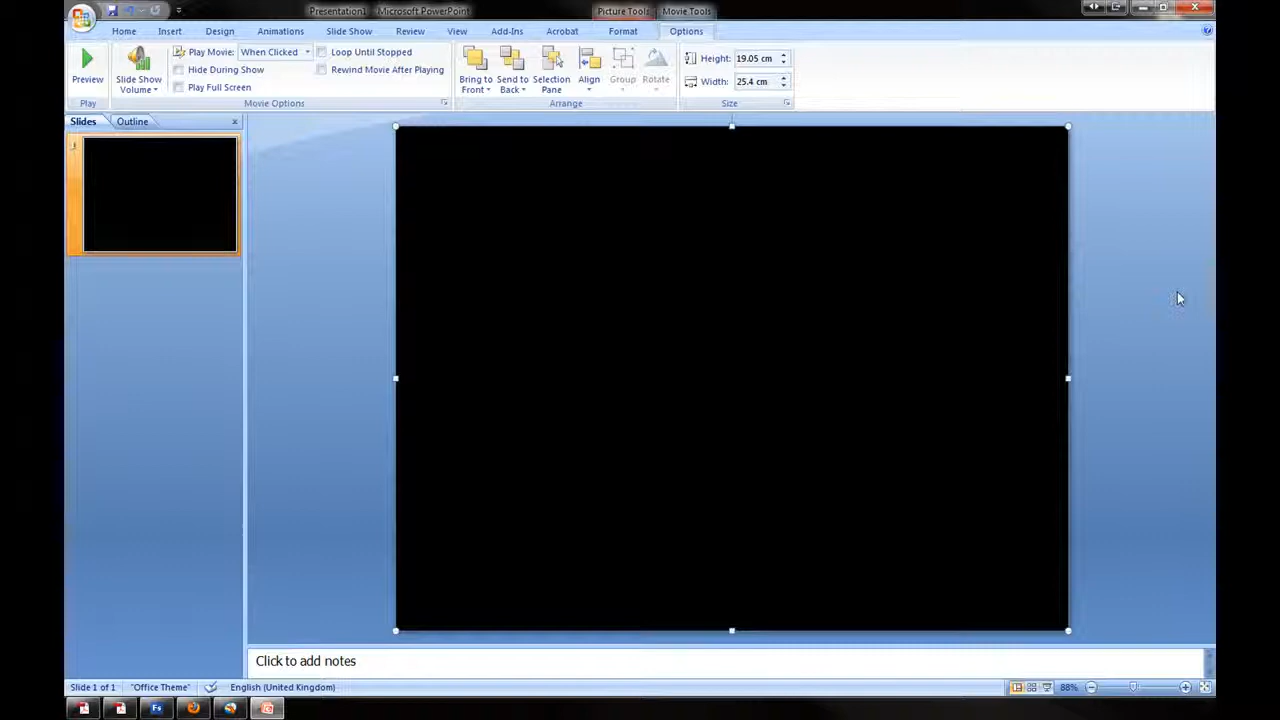 Presentation1 - Microsoft PowerPoint
Picture Tools
Movie Tools
Home
Insert
Design
Animations
Slide Show
Review
View
Add-Ins
Acrobat
Format
Options
Preview
Play
Slide Show
Volume
Play Movie:
When Clicked
Hide During Show
Play Full Screen
Loop Until Stopped
Rewind Movie After Playing
Movie Options
Bring to
Front
Send to
Back
Selection
Pane
Align
Group
Rotate
Arrange
Height:
19.05 cm
Width:
25.4 cm
Size
Slides
Outline
1
Click to add notes
Slide 1 of 1
"Office Theme"
English (United Kingdom)
88%
Fs